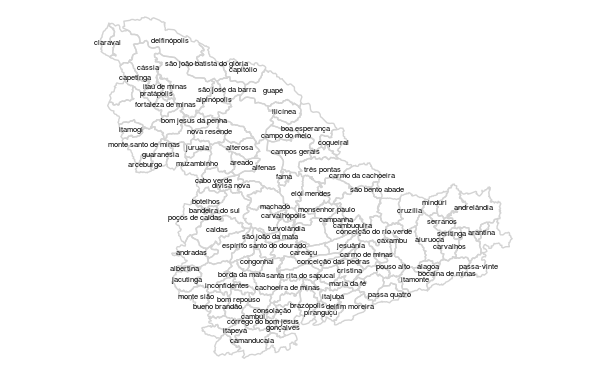 delfinópolis
claraval
são joão batista do glória
cássia
capitólio
capetinga
itaú de minas
são josé da barra
guapé
pratápolis
alpinópolis
fortaleza de minas
ilicínea
bom jesus da penha
itamogi
nova resende
boa esperança
campo do meio
coqueiral
monte santo de minas
juruaia
alterosa
guaranésia
campos gerais
arceburgo
muzambinho
areado
alfenas
três pontas
fama
carmo da cachoeira
cabo verde
divisa nova
são bento abade
elói mendes
botelhos
machado
monsenhor paulo
minduri
andrelândia
bandeira do sul
cruzília
poços de caldas
carvalhópolis
campanha
serranos
cambuquira
caldas
turvolândia
conceição do rio verde
seritinga
arantina
são joão da mata
caxambu
aiuruoca
espírito santo do dourado
jesuânia
carvalhos
andradas
careaçu
carmo de minas
congonhal
conceição das pedras
albertina
pouso alto
alagoa
passa-vinte
cristina
borda da mata
santa rita do sapucaí
bocaina de minas
jacutinga
itamonte
inconfidentes
cachoeira de minas
maria da fé
monte sião
itajubá
passa quatro
bom repouso
bueno brandão
brazópolis
delfim moreira
consolação
piranguçu
cambuí
córrego do bom jesus
gonçalves
itapeva
camanducaia